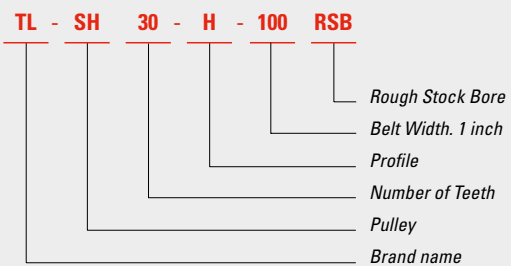 TL - SH 30 - H - 100 RSB
Rough Stock Bore
Belt Width. 1 inch
Profile
Number of Teeth
Pulley
Brand name